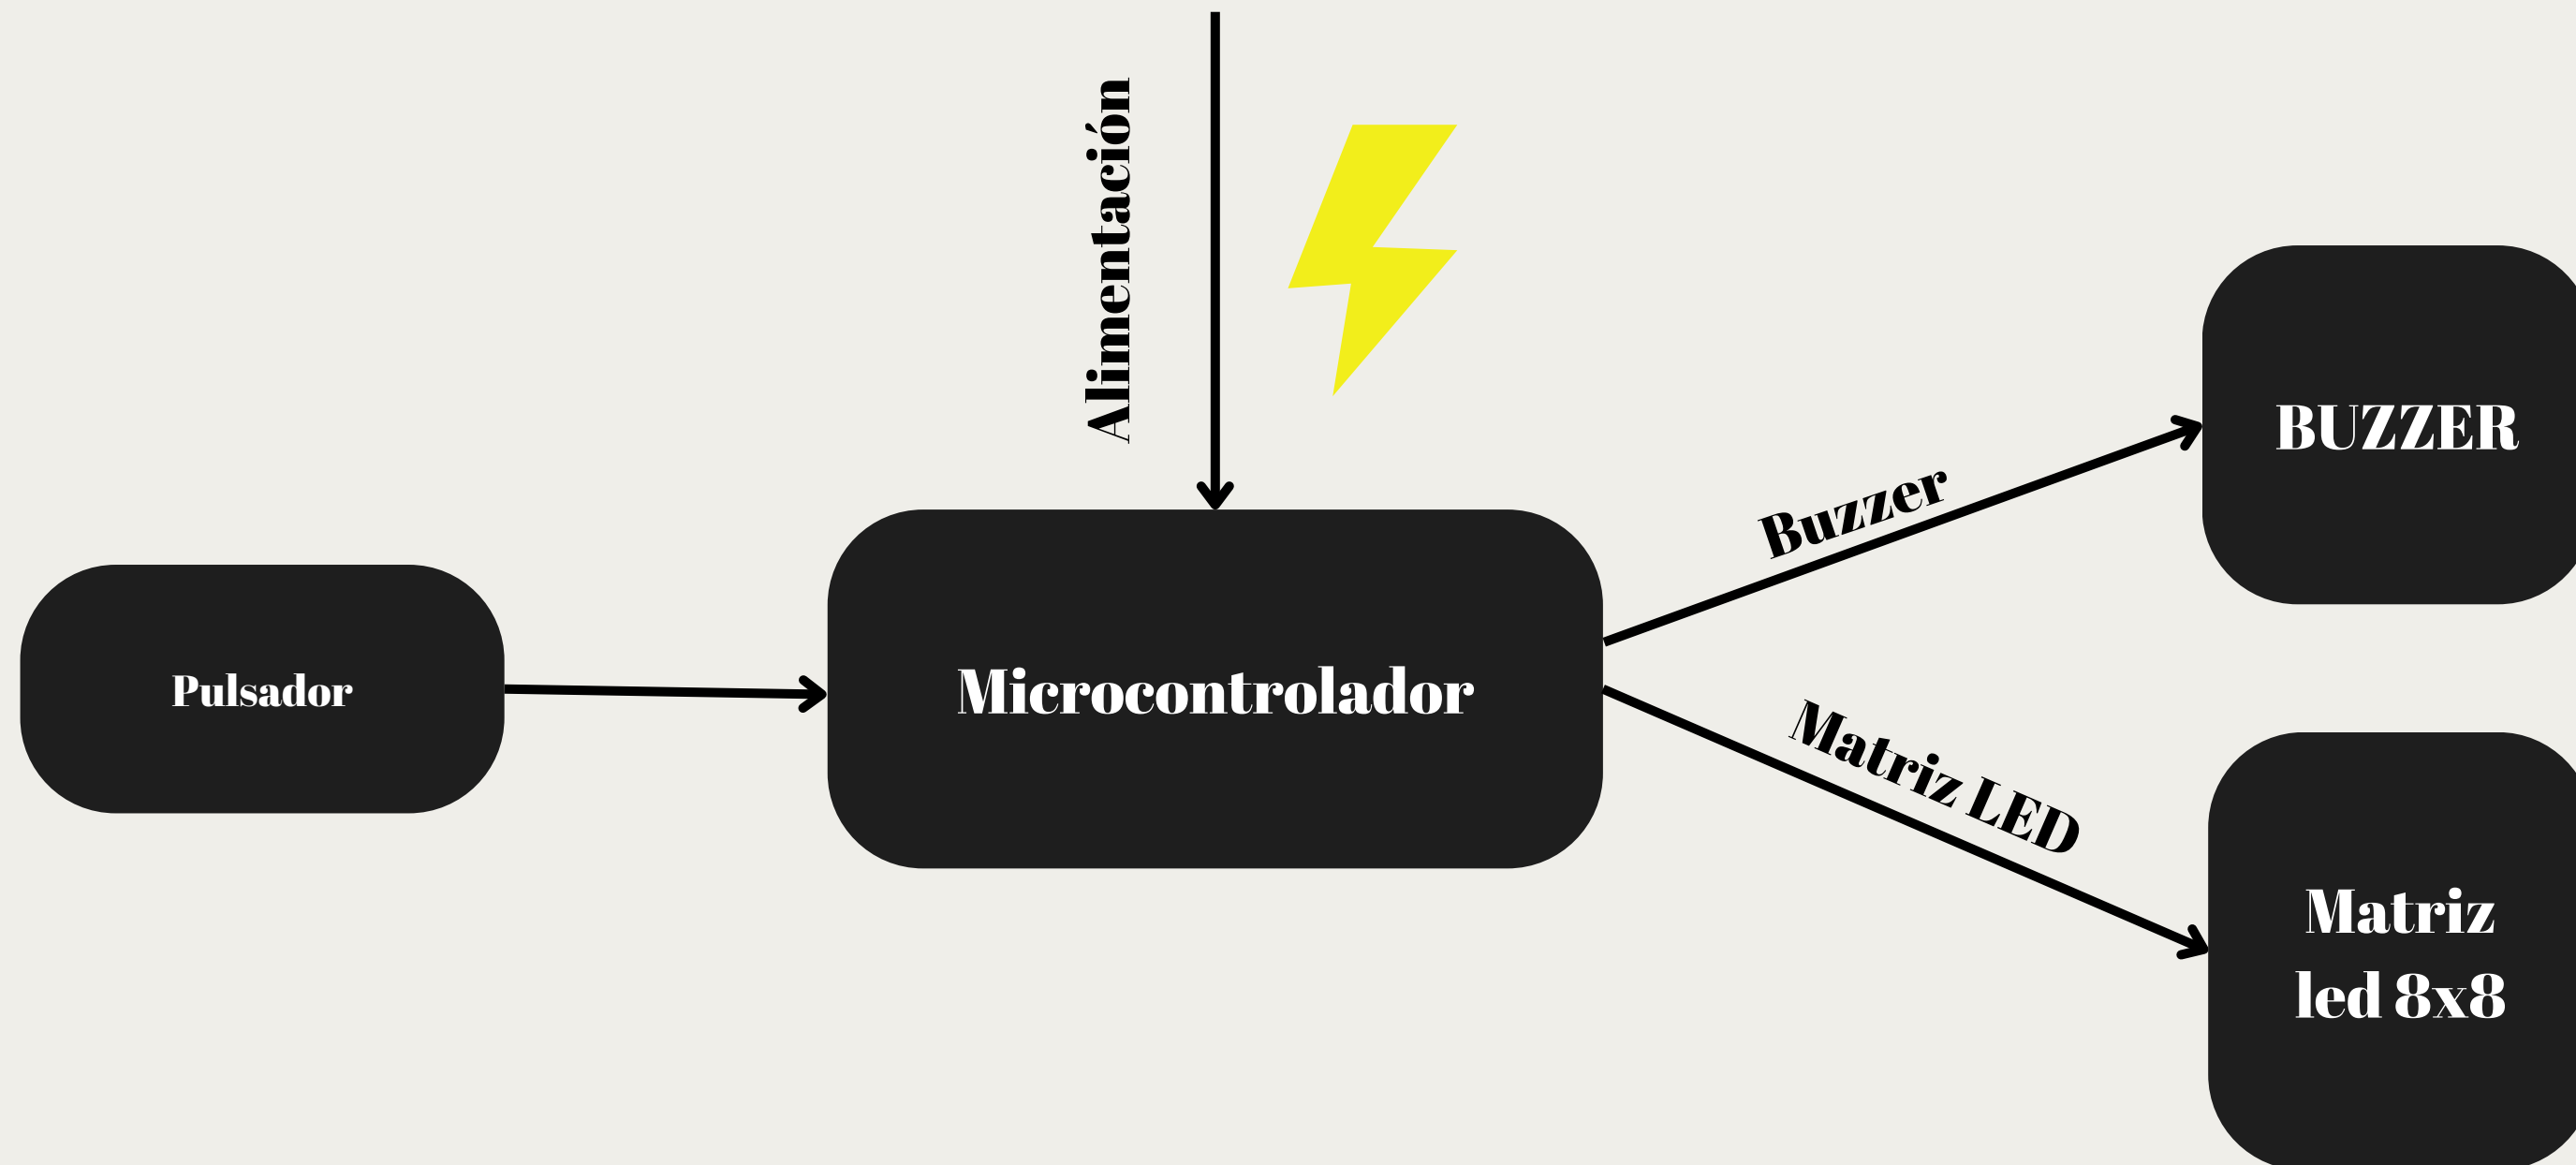 Alimentación
BUZZER
Buzzer
Pulsador
Microcontrolador
Matriz LED
Matriz
led 8x8